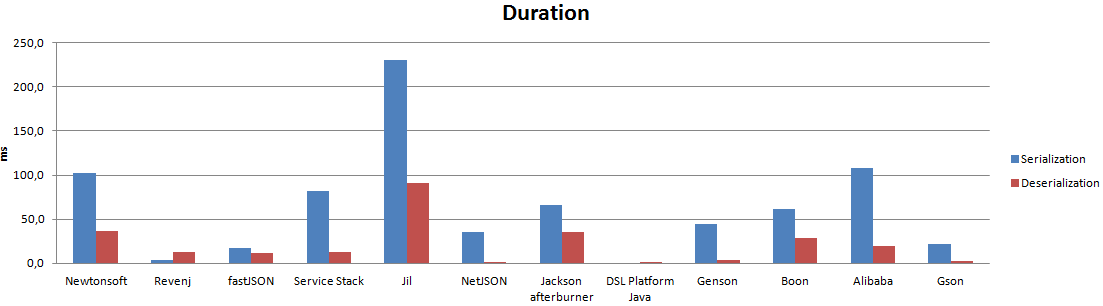 Duration
250,0
200,0
150,0
100,0
50,0
0,0
ms
Newtonsoft
Revenj
fastJSON
Service Stack
Jil
NetJSON
Jackson
afterburner
DSL Platform
Java
Genson
Boon
Alibaba
Gson
Serialization
Deserialization